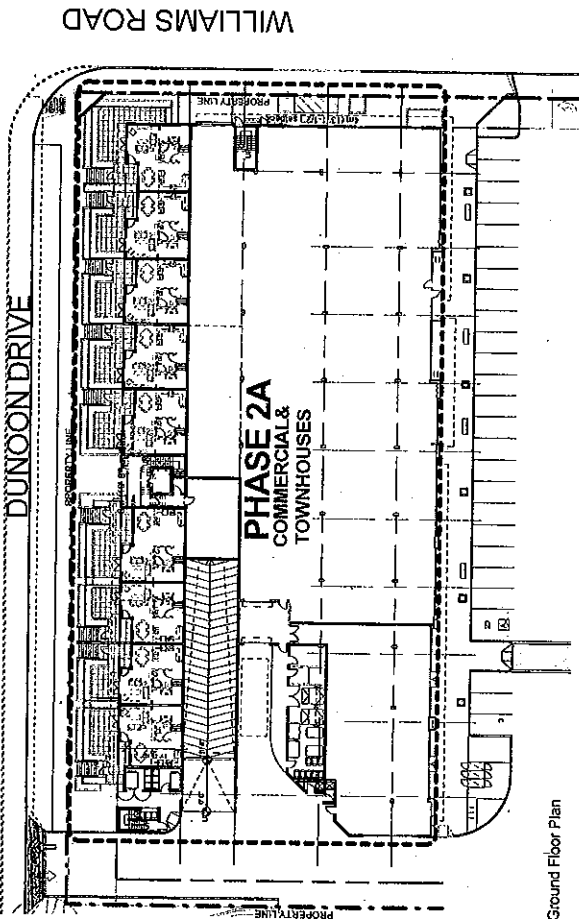 WILLIAMS ROAD
DUNOON DRIVE
PROPERTY LINE
PROPERTY LINE
PHASE 2A
COMMERCIAL &
TOWNHOUSES
PROPERTY LINE
Ground Floor Plan